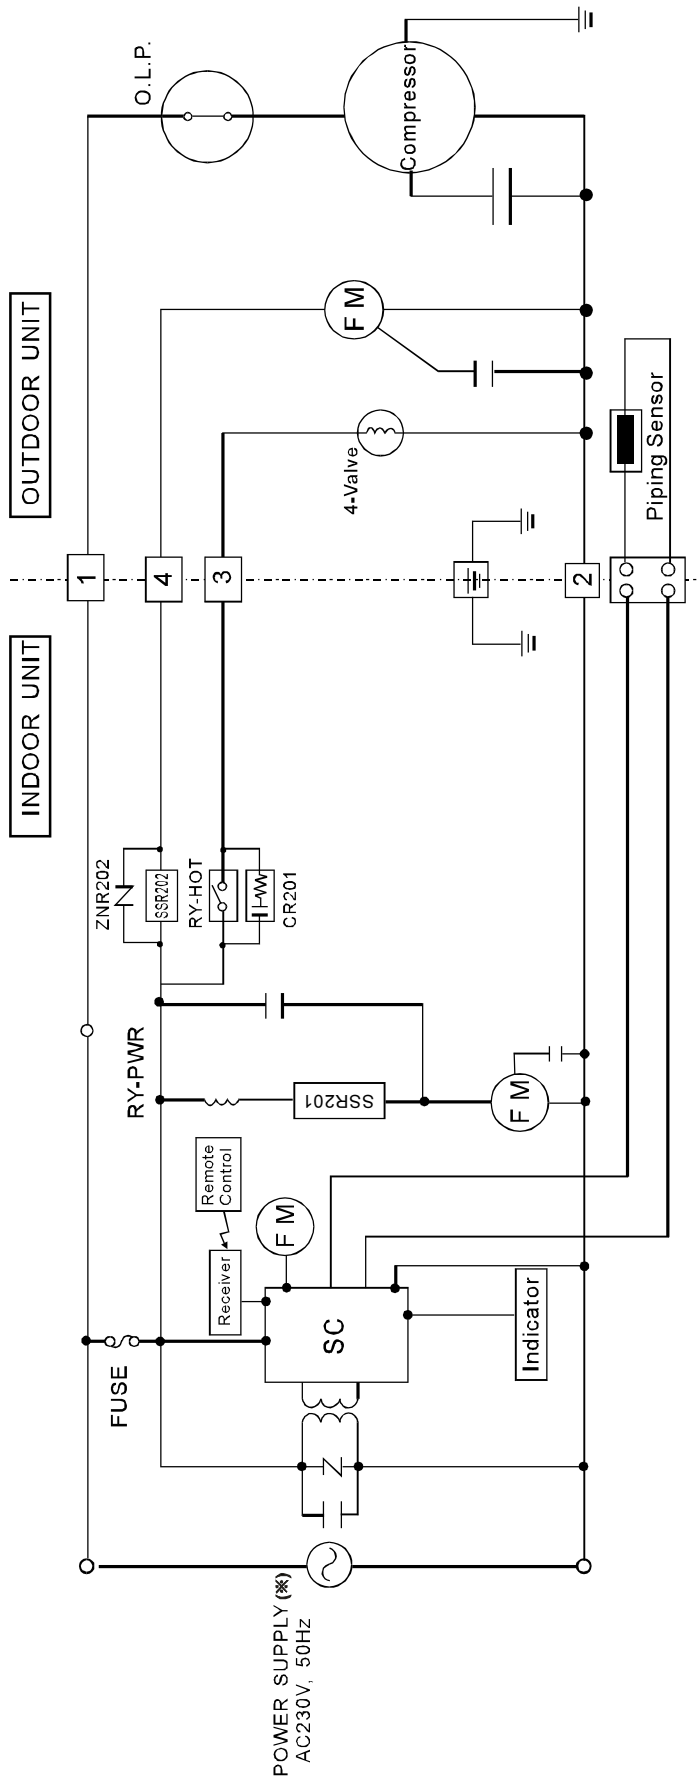 INDOOR UNIT
OUTDOOR UNIT
POWER SUPPLY (※)
AC230V, 50Hz
FUSE
RY-PWR
ZNR202
SSR202
RY-HOT
CR201
1
4
3
2
O.L.P.
Compressor
F M
4-Valve
Piping Sensor
Remote
Control
Receiver
F M
SSR201
F M
SC
Indicator